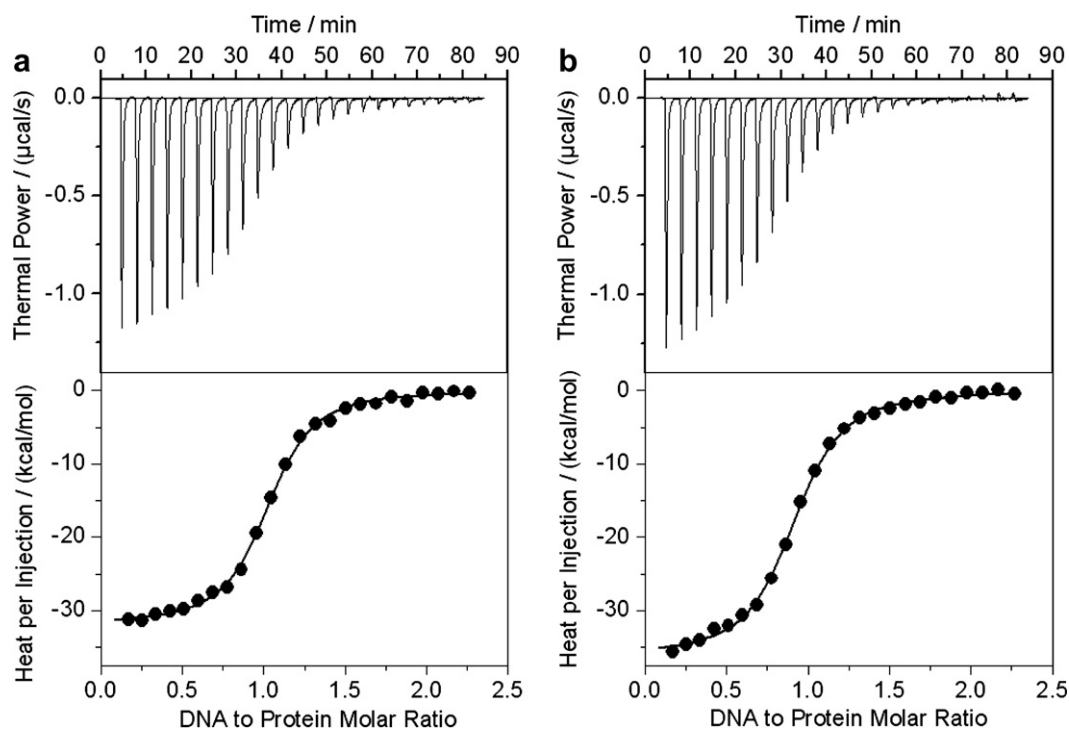 a
Time / min
0 10 20 30 40 50 60 70 80 90
Thermal Power / (µcal/s)
0.0
-0.5
-1.0
Heat per Injection / (kcal/mol)
0
-10
-20
-30
0.0 0.5 1.0 1.5 2.0 2.5
DNA to Protein Molar Ratio
b
Time / min
0 10 20 30 40 50 60 70 80 90
Thermal Power / (µcal/s)
0.0
-0.5
-1.0
Heat per Injection / (kcal/mol)
0
-10
-20
-30
0.0 0.5 1.0 1.5 2.0 2.5
DNA to Protein Molar Ratio